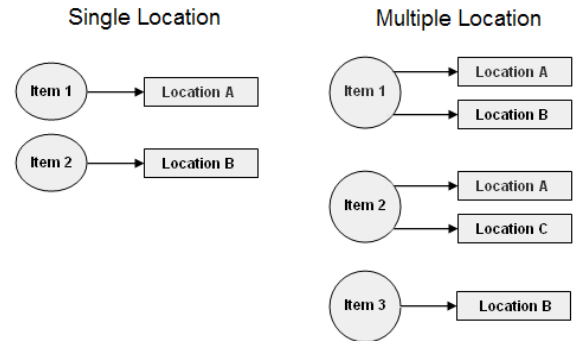 Single Location
Item 1
Location A
Item 2
Location B
Multiple Location
Item 1
Location A
Location B
Item 2
Location A
Location C
Item 3
Location B